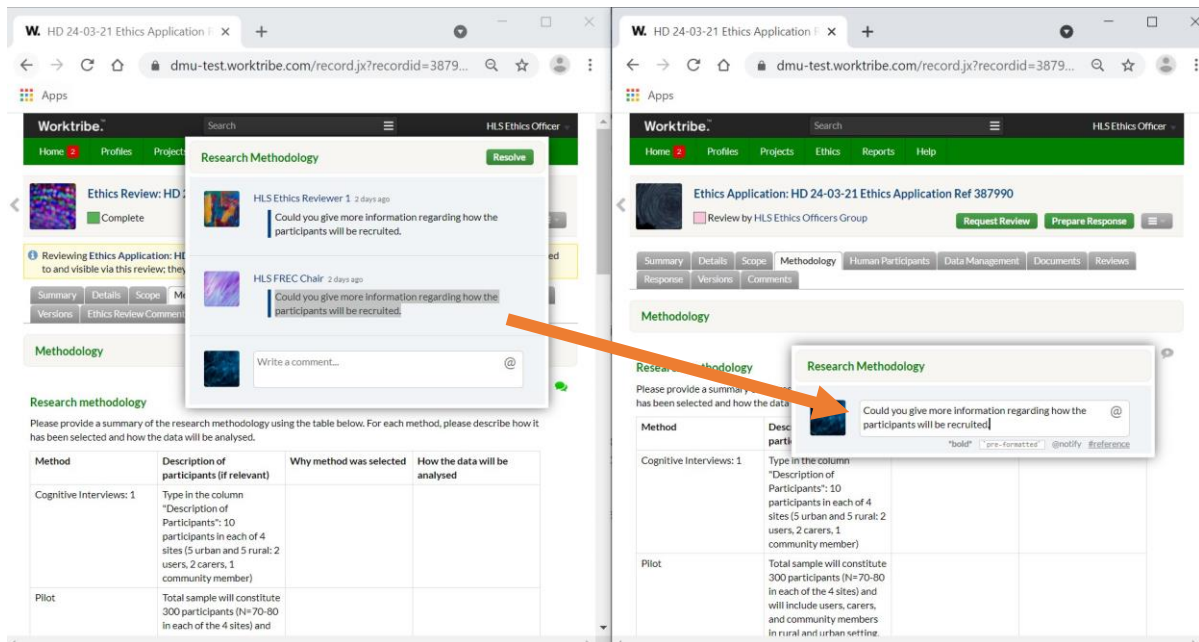 W. HD 24-03-21 Ethics Application
dmu-test.worktribe.com/record.jx?recordid=3879...
Apps
Worktribe.™
Search
HLS Ethics Officer
Home 2 Profiles Project
Ethics Review: HD
Complete
Reviewing Ethics Application: H
ed
to and visible via this review; they
Summary Details Scope Me
Versions Ethics Review Comment
Methodology
Research Methodology
Resolve
HLS Ethics Reviewer 1 2 days ago
Could you give more information regarding how the
participants will be recruited.
HLS FREC Chair 2 days ago
Could you give more information regarding how the
participants will be recruited.
Write a comment... @
Research methodology
Please provide a summary of the research methodology using the table below. For each method, please describe how it
has been selected and how the data will be analysed.
Method
Description of
participants (if relevant)
Why method was selected
How the data will be
analysed
Cognitive Interviews: 1
Type in the column
"Description of
Participants": 10
participants in each of 4
sites (5 urban and 5 rural: 2
users, 2 carers, 1
community member)
Pilot
Total sample will constitute
300 participants (N=70-80
in each of the 4 sites) and
W. HD 24-03-21 Ethics Application
dmu-test.worktribe.com/record.jx?recordid=3879...
Apps
Worktribe.™
Search
HLS Ethics Officer
Home 2 Profiles Projects Ethics Reports Help
Ethics Application: HD 24-03-21 Ethics Application Ref 387990
Review by HLS Ethics Officers Group
Request Review
Prepare Response
Summary Details Scope Methodology Human Participants Data Management Documents Reviews
Response Versions Comments
Methodology
Research Methodology
Could you give more information regarding how the
participants will be recruited. @
*bold* `pre-formatted` @notify #reference
Research methodology
Please provide a summary
has been selected and how the data
Method
Desc
parti
Cognitive Interviews: 1
Type in the column
"Description of
Participants": 10
participants in each of 4
sites (5 urban and 5 rural: 2
users, 2 carers, 1
community member)
Pilot
Total sample will constitute
300 participants (N=70-80
in each of the 4 sites) and
will include users, carers,
and community members
in rural and urban setting.